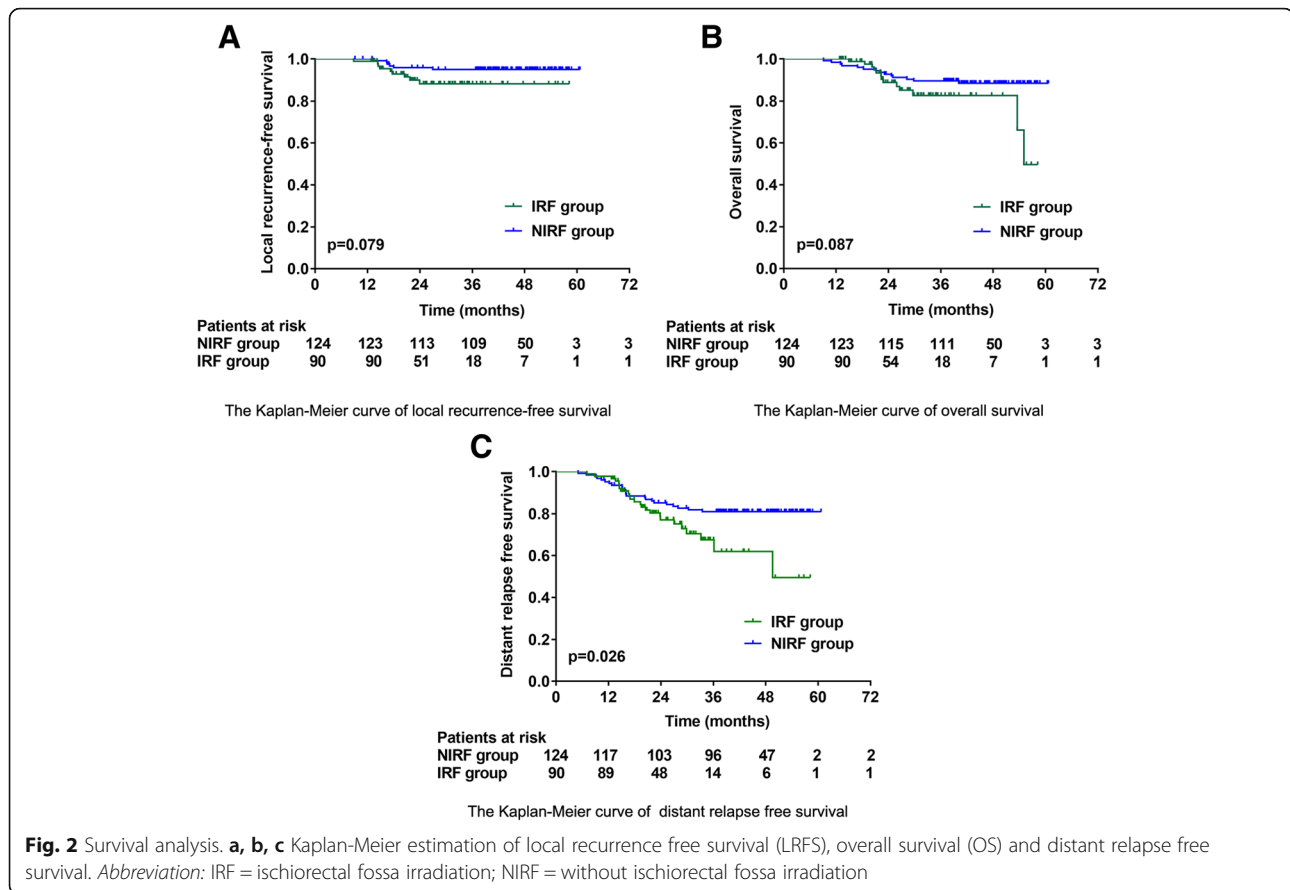 A
Local recurrence-free survival
1.0
0.8
0.6
0.4
0.2
0.0
IRF group
NIRF group
p=0.079
0 12 24 36 48 60 72
Time (months)
Patients at risk
NIRF group 124 123 113 109 50 3 3
IRF group 90 90 51 18 7 1 1
The Kaplan-Meier curve of local recurrence-free survival
B
Overall survival
1.0
0.8
0.6
0.4
0.2
0.0
IRF group
NIRF group
p=0.087
0 12 24 36 48 60 72
Time (months)
Patients at risk
NIRF group 124 123 115 111 50 3 3
IRF group 90 90 54 18 7 1 1
The Kaplan-Meier curve of overall survival
C
Distant relapse free survival
1.0
0.8
0.6
0.4
0.2
0.0
IRF group
NIRF group
p=0.026
0 12 24 36 48 60 72
Time (months)
Patients at risk
NIRF group 124 117 103 96 47 2 2
IRF group 90 89 48 14 6 1 1
The Kaplan-Meier curve of distant relapse free survival
Fig. 2 Survival analysis. a, b, c Kaplan-Meier estimation of local recurrence free survival (LRFS), overall survival (OS) and distant relapse free
survival. Abbreviation: IRF = ischiorectal fossa irradiation; NIRF = without ischiorectal fossa irradiation